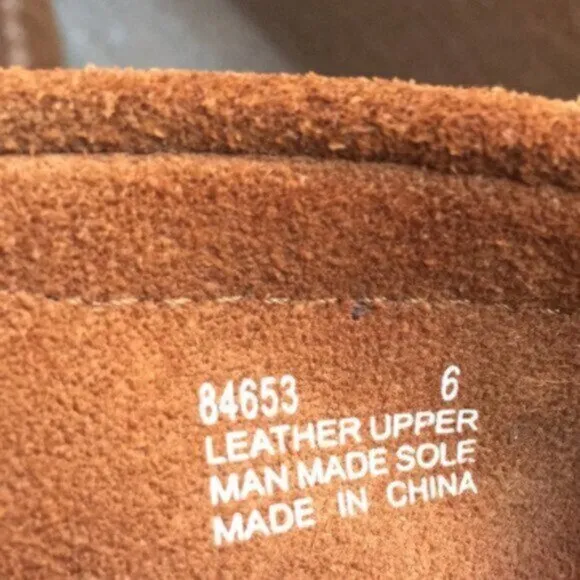 84653 6
LEATHER UPPER
MAN MADE SOLE
MADE IN CHINA